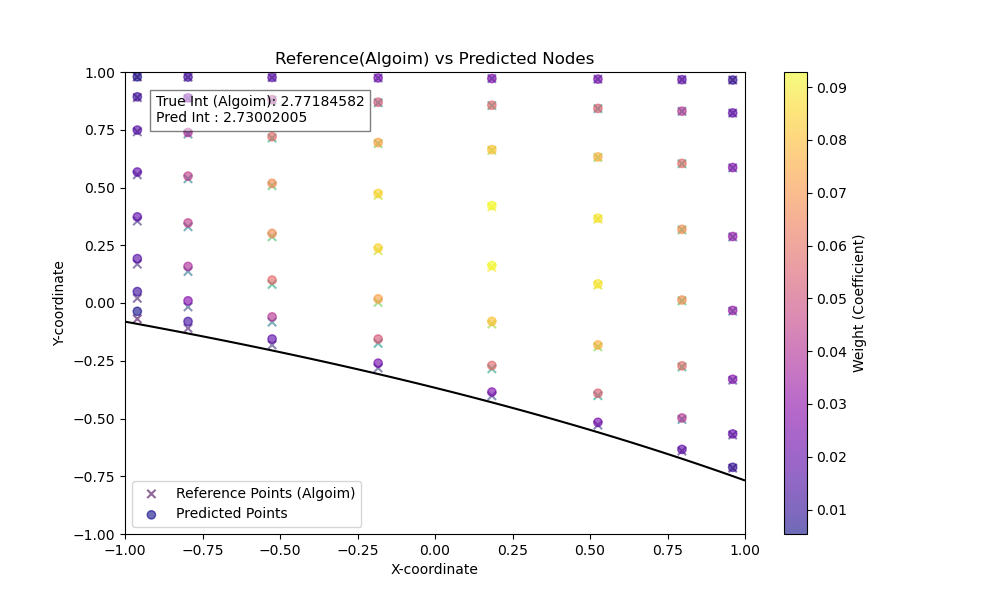 Reference(Algoim) vs Predicted Nodes
True Int (Algoim): 2.77184582
Pred Int : 2.73002005
1.00
0.75
0.50
0.25
0.00
−0.25
−0.50
−0.75
−1.00
Y-coordinate
Reference Points (Algoim)
Predicted Points
−1.00 −0.75 −0.50 −0.25 0.00 0.25 0.50 0.75 1.00
X-coordinate
0.09
0.08
0.07
0.06
0.05
0.04
0.03
0.02
0.01
Weight (Coefficient)